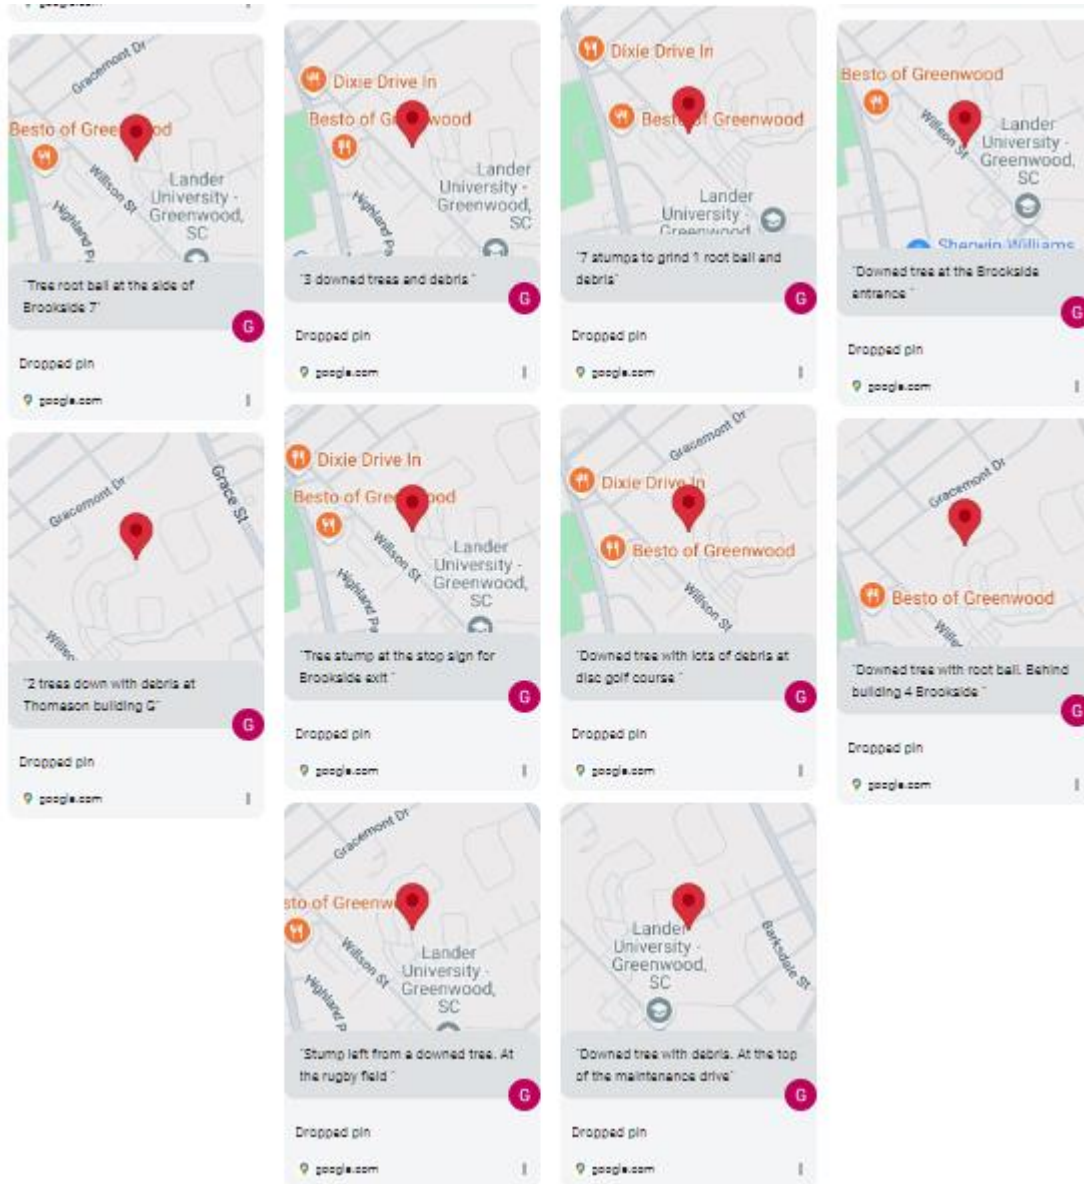 google.com
Gracemont Dr
Besto of Greenwood
Willson St
Highland Pa
Lander
University -
Greenwood,
SC
"Tree root ball at the side of
Brookside 7"
G
Dropped pin
google.com
Dixie Drive In
Besto of Greenwood
Highland Pa
Lander
University -
Greenwood,
SC
"3 downed trees and debris "
G
Dropped pin
google.com
Dixie Drive In
Besto of Greenwood
Lander
University -
Greenwood
"7 stumps to grind 1 root ball and
debris"
G
Dropped pin
google.com
Besto of Greenwood
Willson St
Lander
University -
Greenwood,
SC
Sherwin-Williams
"Downed tree at the Brookside
entrance "
G
Dropped pin
google.com
Gracemont Dr
Grace St
Willson
"2 trees down with debris at
Thomason building G"
G
Dropped pin
google.com
Dixie Drive In
Besto of Greenwood
Willson St
Highland Pa
Lander
University -
Greenwood,
SC
"Tree stump at the stop sign for
Brookside exit "
G
Dropped pin
google.com
Gracemont Dr
Dixie Drive In
Besto of Greenwood
Willson St
"Downed tree with lots of debris at
disc golf course "
G
Dropped pin
google.com
Gracemont Dr
Besto of Greenwood
Wille
"Downed tree with root ball. Behind
building 4 Brookside "
G
Dropped pin
google.com
Gracemont Dr
sto of Greenw
Willson St
Highland P
Lander
University -
Greenwood,
SC
"Stump left from a downed tree. At
the rugby field "
G
Dropped pin
google.com
Lander
University -
Greenwood,
SC
Barksdale St
"Downed tree with debris. At the top
of the maintenance drive"
G
Dropped pin
google.com